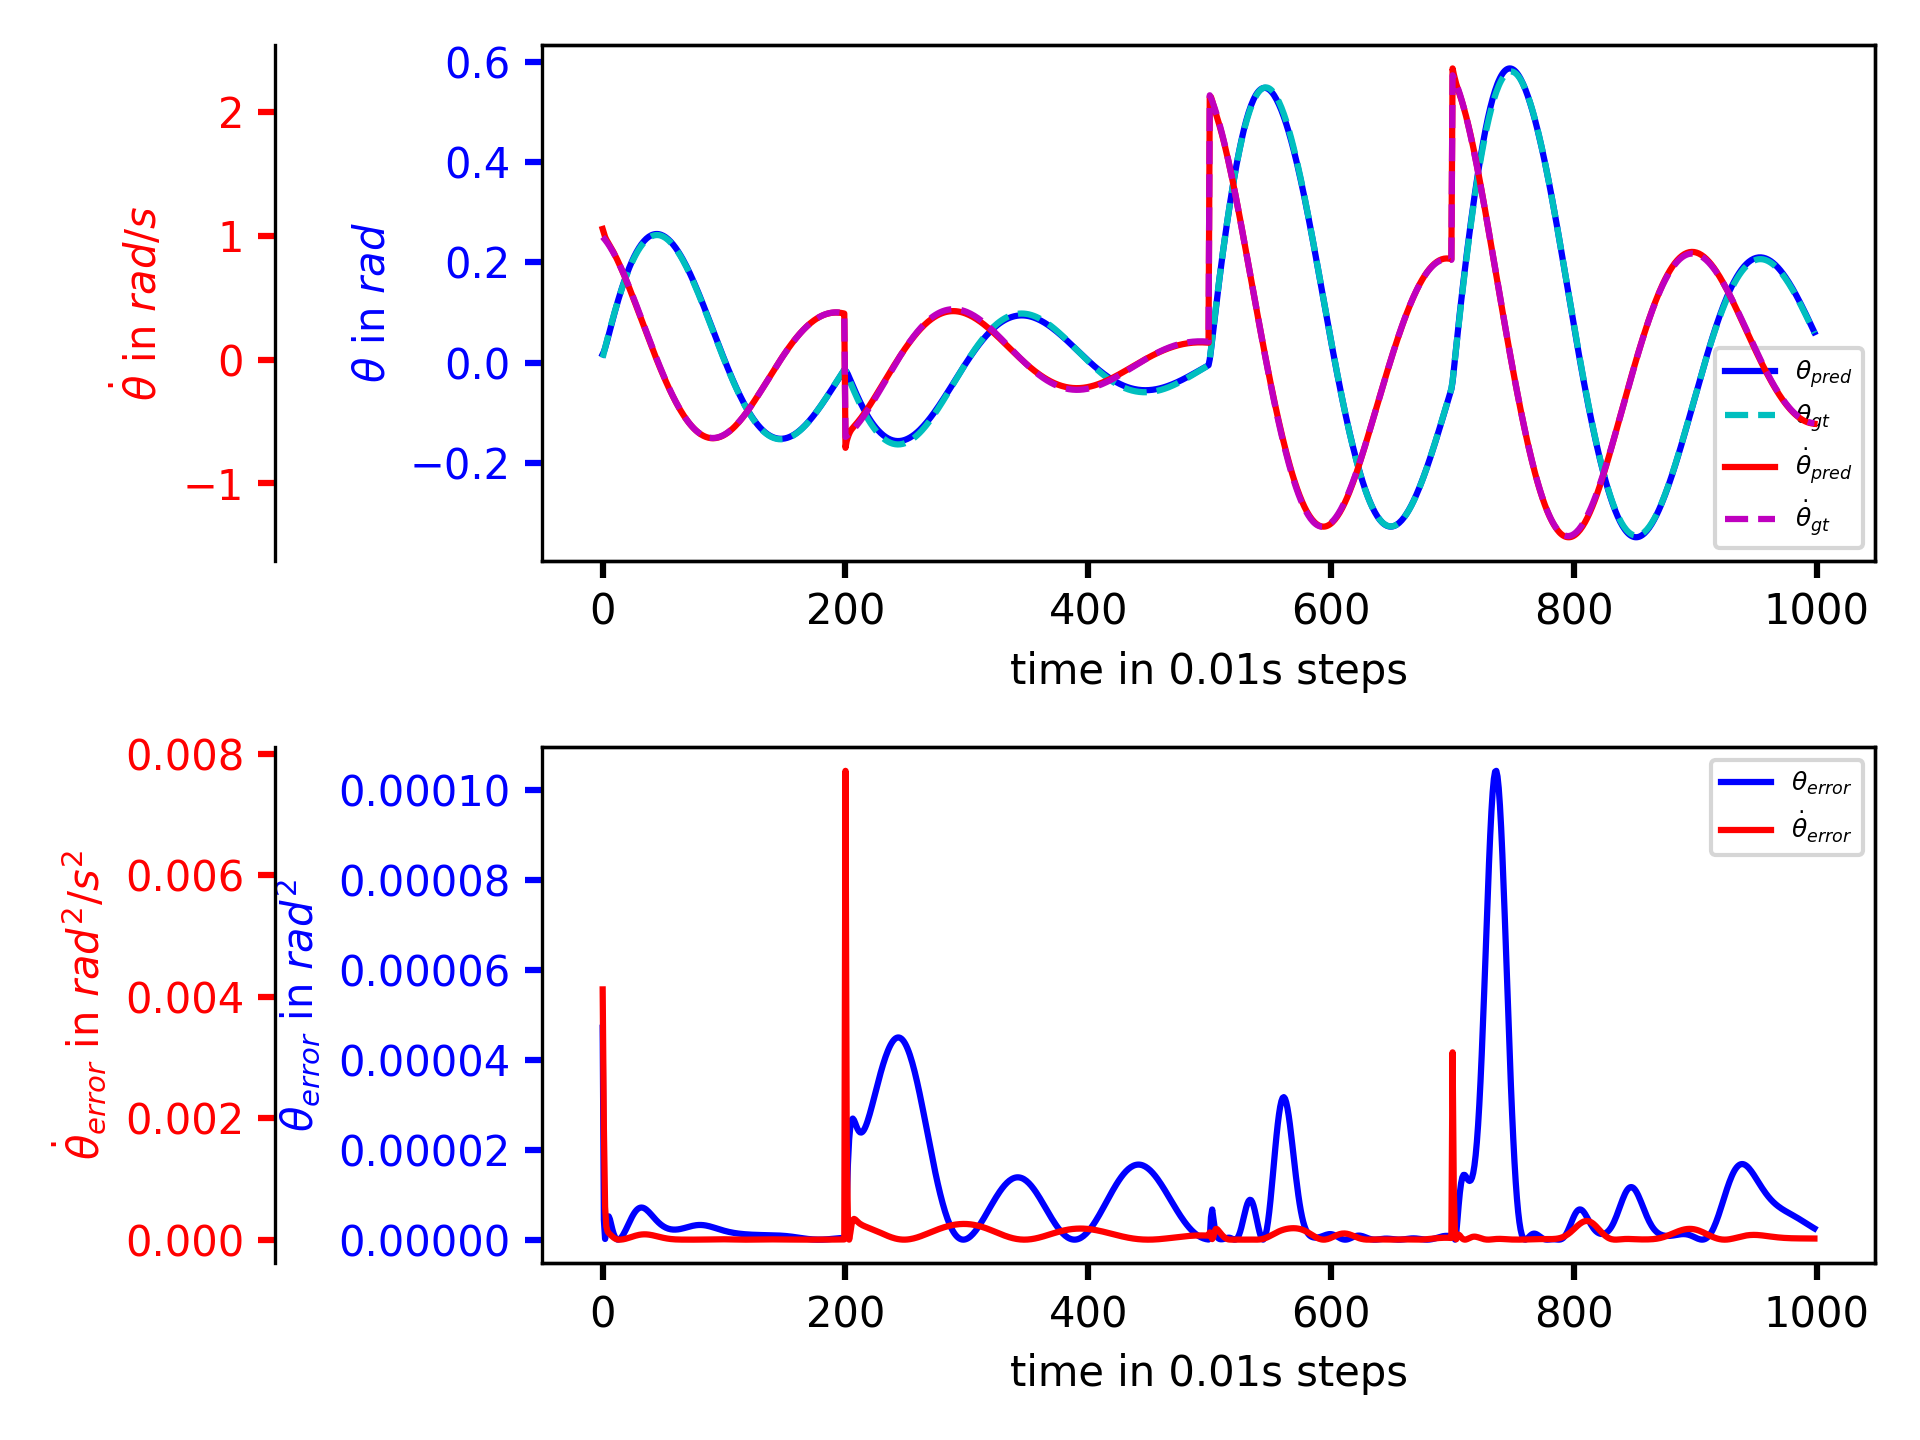 θ̇ in rad/s
2
1
0
−1
θ in rad
0.6
0.4
0.2
0.0
−0.2
θpred
θgt
θ̇pred
θ̇gt
0 200 400 600 800 1000
time in 0.01s steps
θ̇error in rad²/s²
0.008
0.006
0.004
0.002
0.000
θerror in rad²
0.00010
0.00008
0.00006
0.00004
0.00002
0.00000
θerror
θ̇error
0 200 400 600 800 1000
time in 0.01s steps